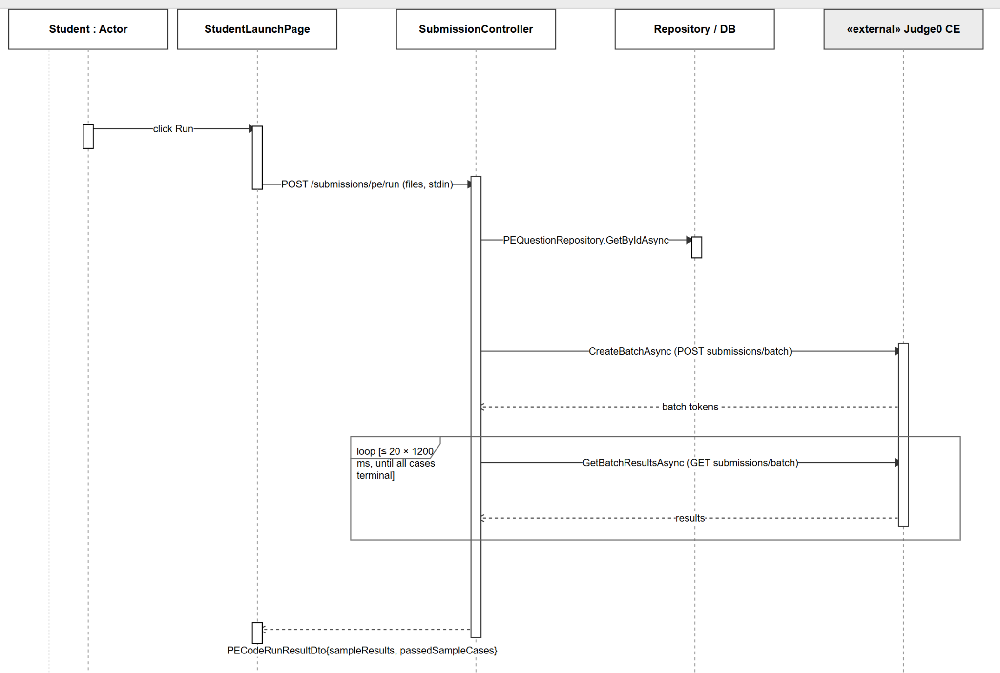 Student : Actor
StudentLaunchPage
SubmissionController
Repository / DB
«external» Judge0 CE
click Run
POST /submissions/pe/run (files, stdin)
PEQuestionRepository.GetByIdAsync
CreateBatchAsync (POST submissions/batch)
batch tokens
loop [≤ 20 × 1200
ms, until all cases
terminal]
GetBatchResultsAsync (GET submissions/batch)
results
PECodeRunResultDto{sampleResults, passedSampleCases}